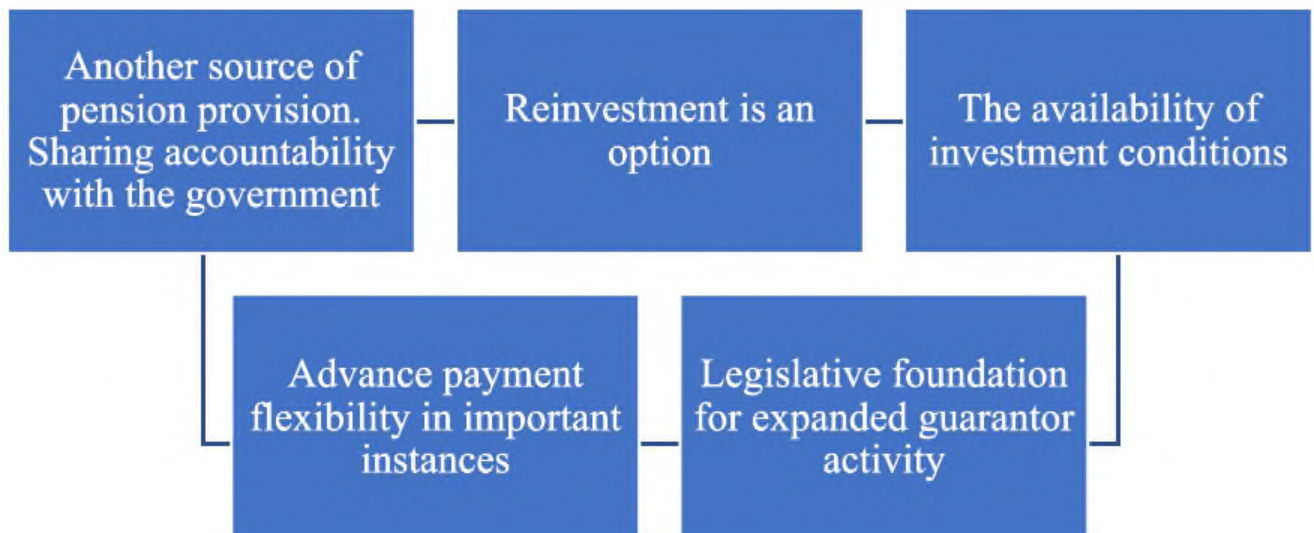 Another source of
pension provision.
Sharing accountability
with the government
Reinvestment is an
option
The availability of
investment conditions
Advance payment
flexibility in important
instances
Legislative foundation
for expanded guarantor
activity